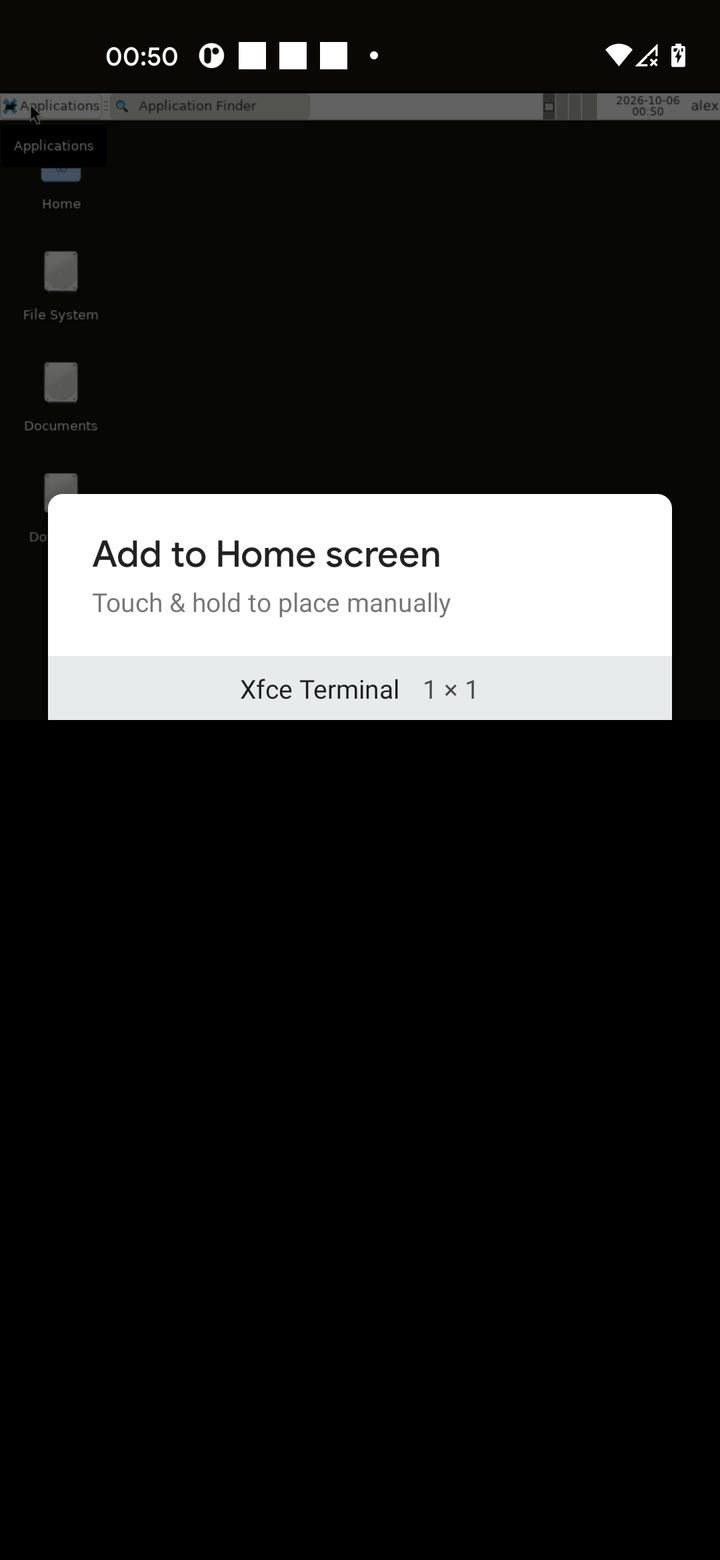 00:50
Applications
Application Finder
2026-10-06
00:50
alex
Applications
Home
File System
Documents
Do
Add to Home screen
Touch & hold to place manually
Xfce Terminal 1 × 1